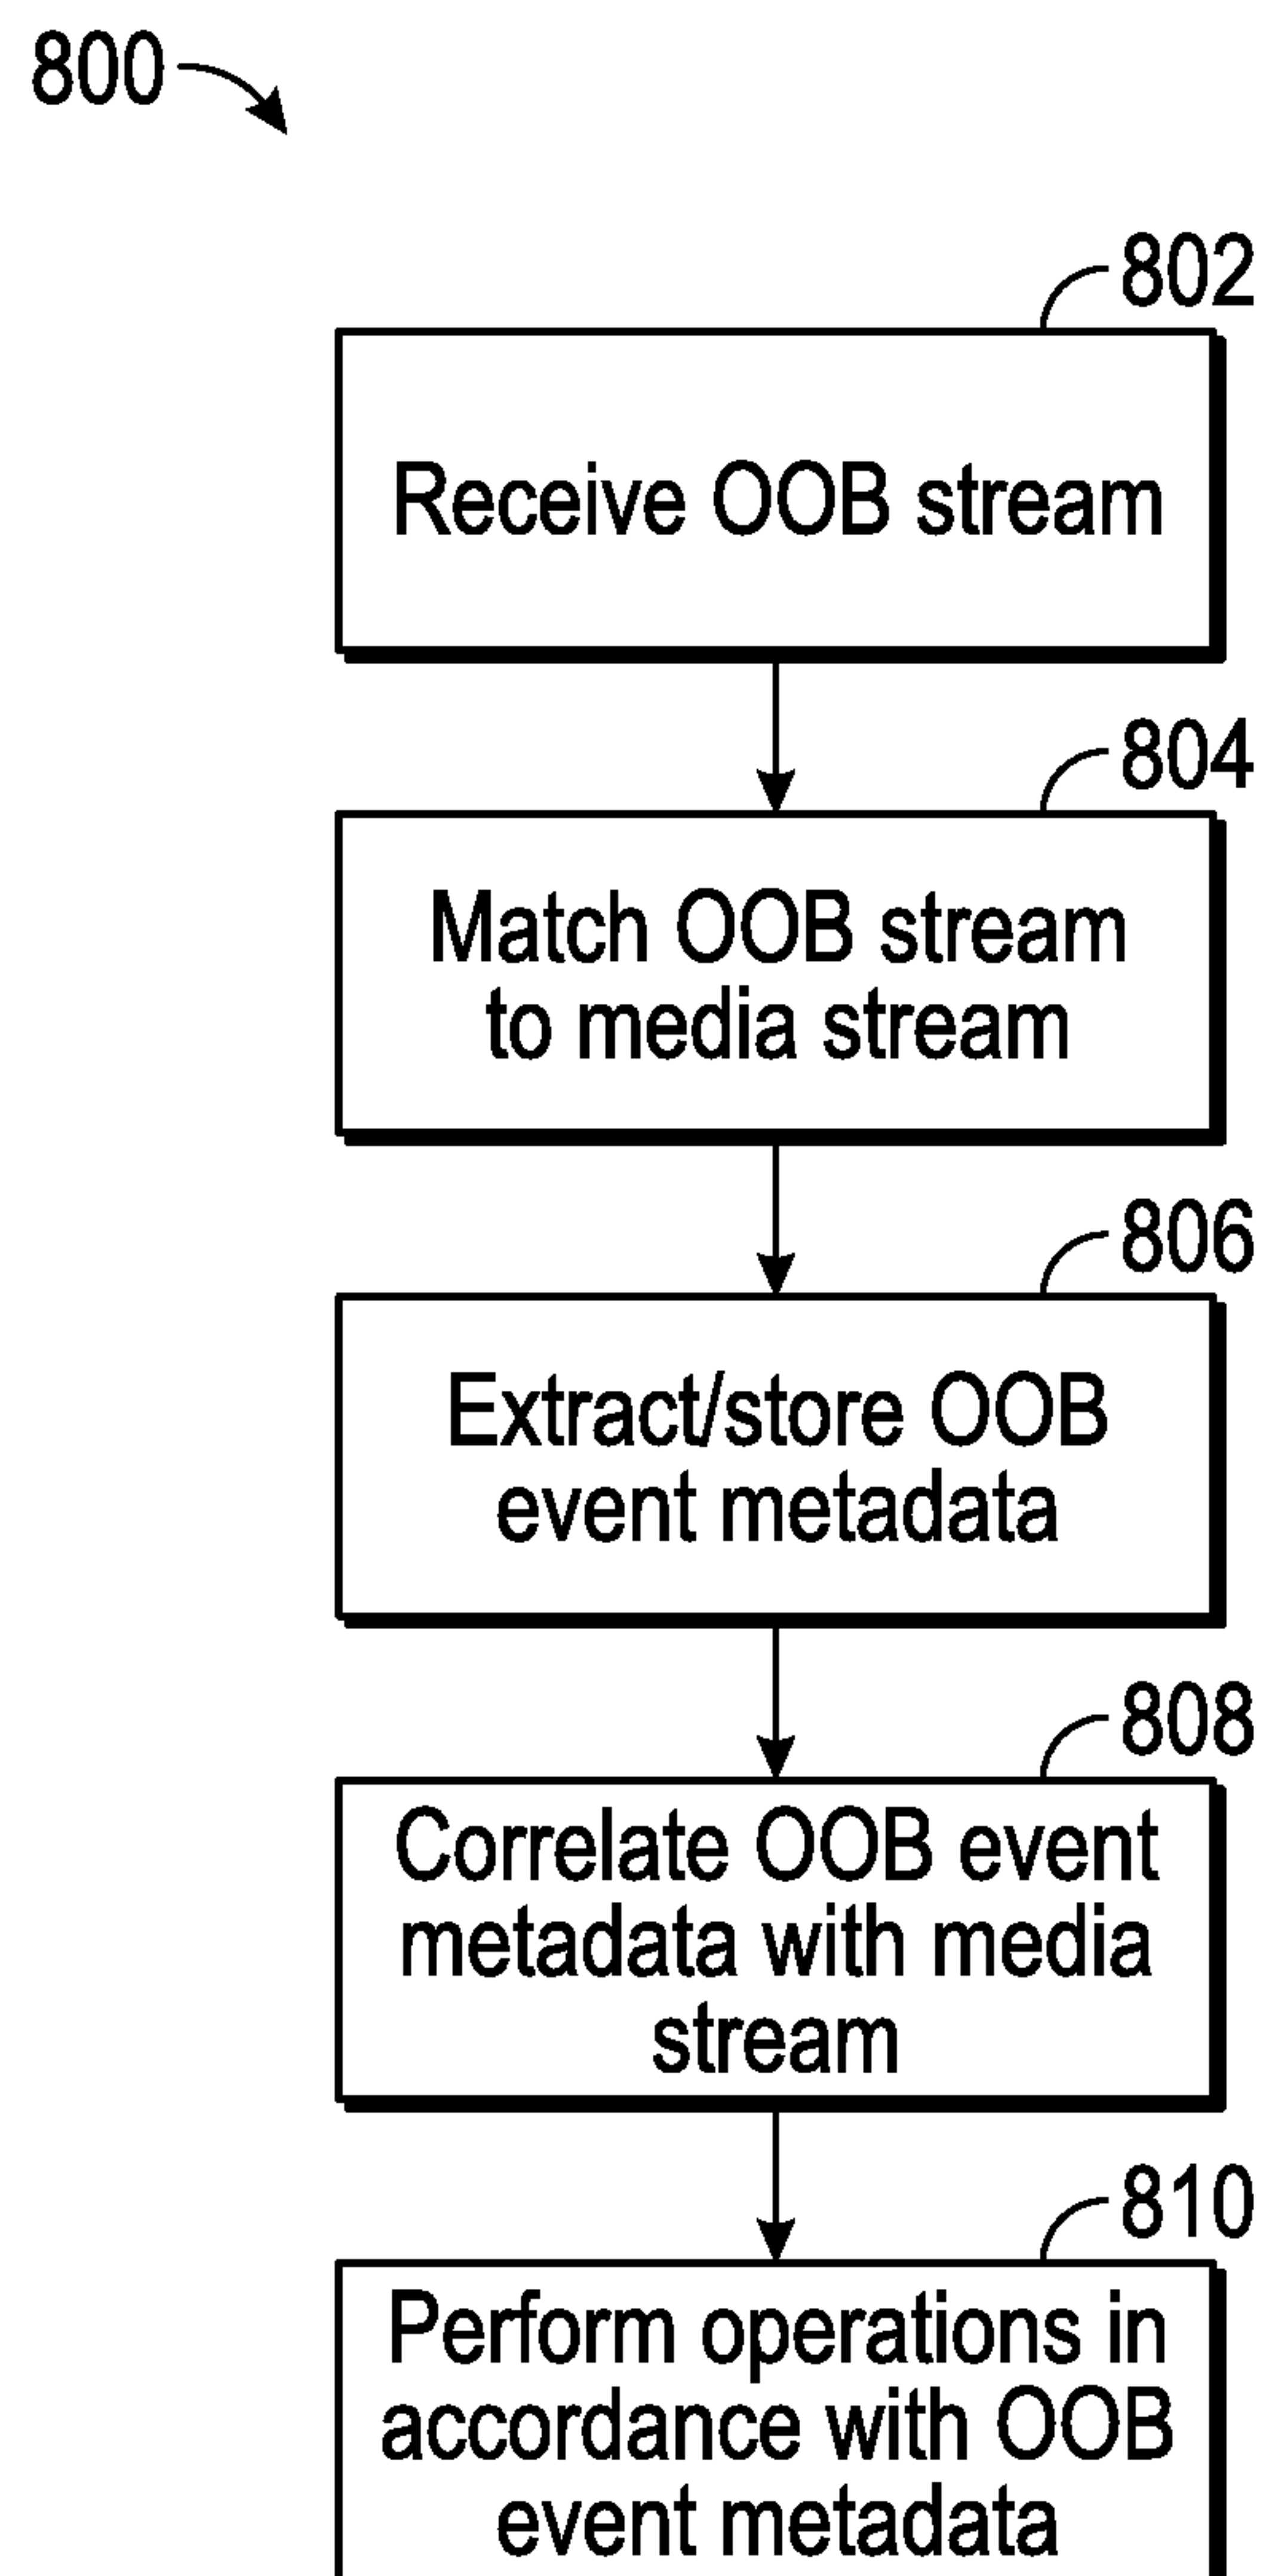 800
802
Receive OOB stream
804
Match OOB stream
to media stream
806
Extract/store OOB
event metadata
808
Correlate OOB event
metadata with media
stream
810
Perform operations in
accordance with OOB
event metadata